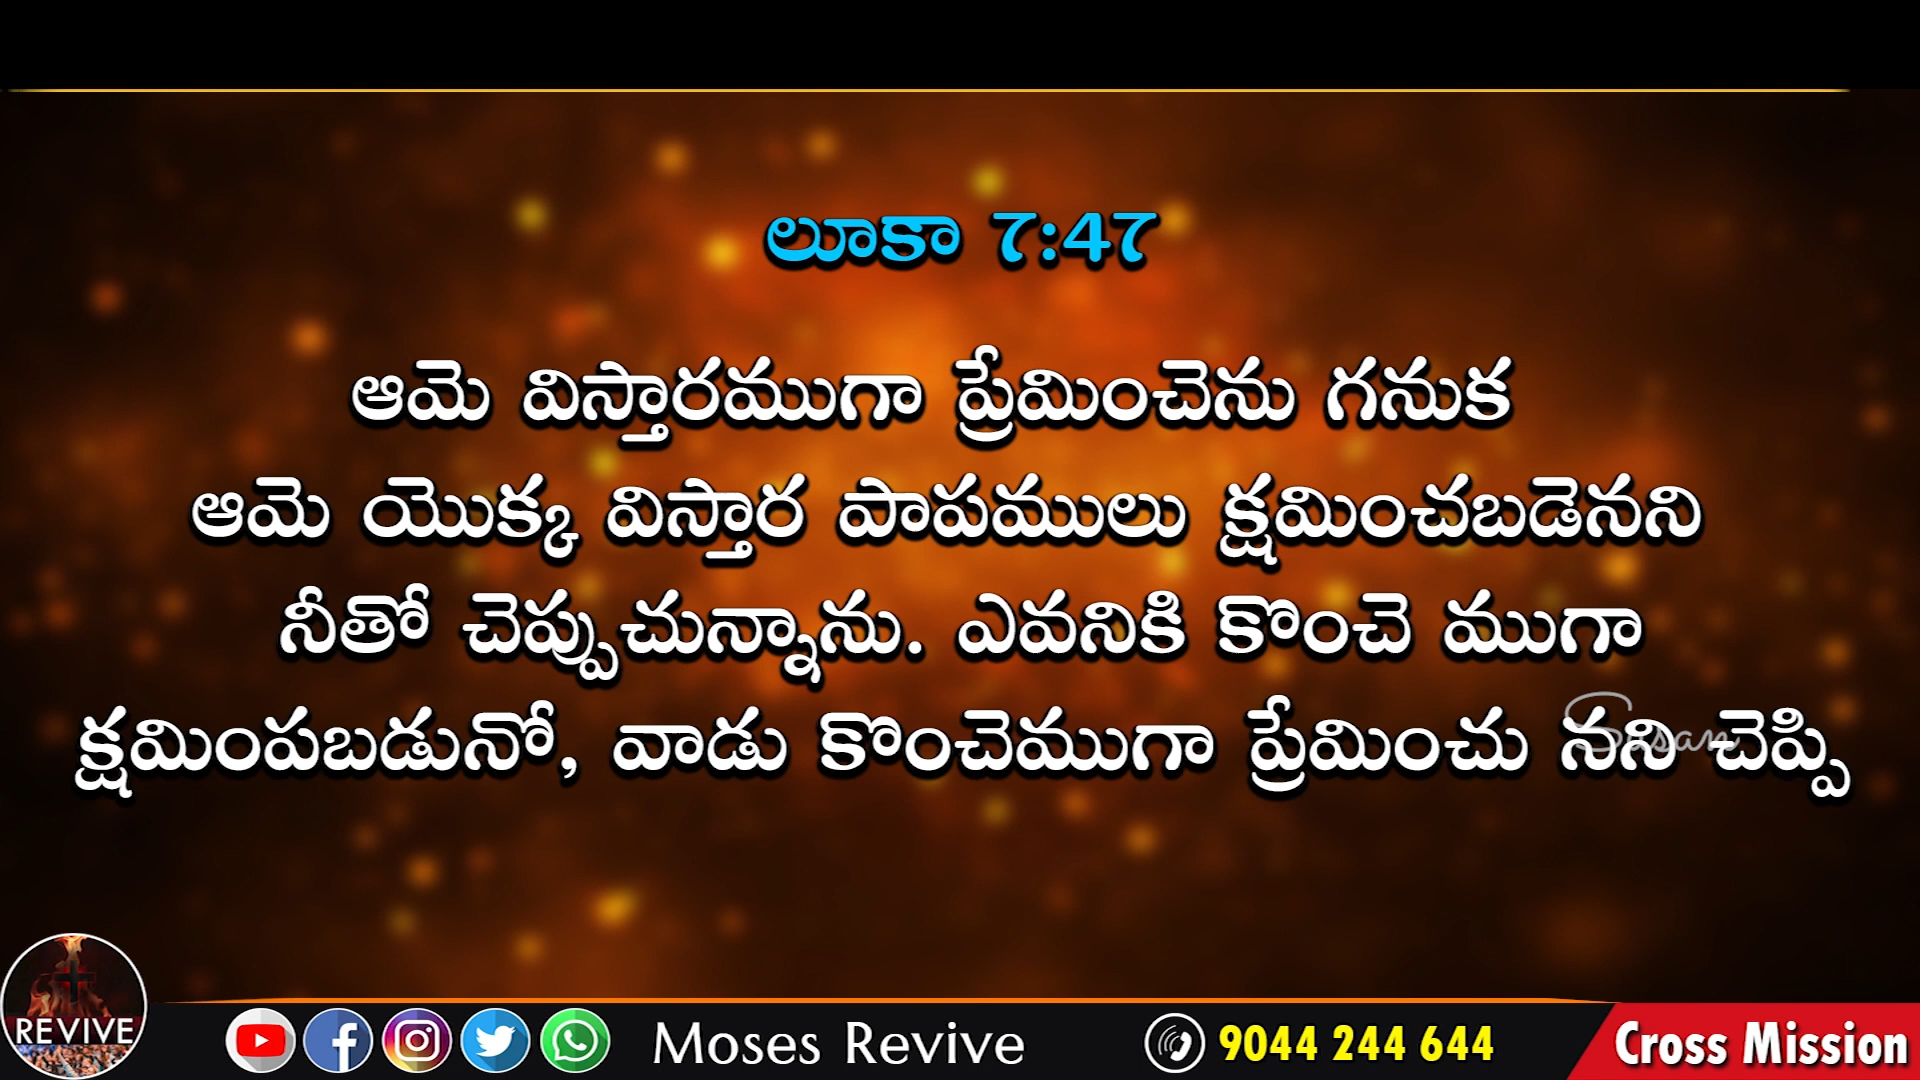 లూకా 7:47
ఆమె విస్తారముగా ప్రేమించెను గనుక
ఆమె యొక్క విస్తార పాపములు క్షమించబడెనని
నీతో చెప్పుచున్నాను. ఎవనికి కొంచె ముగా
క్షమింపబడునో, వాడు కొంచెముగా ప్రేమించు నని చెప్పి
Susan
REVIVE
Moses Revive
9044 244 644
Cross Mission